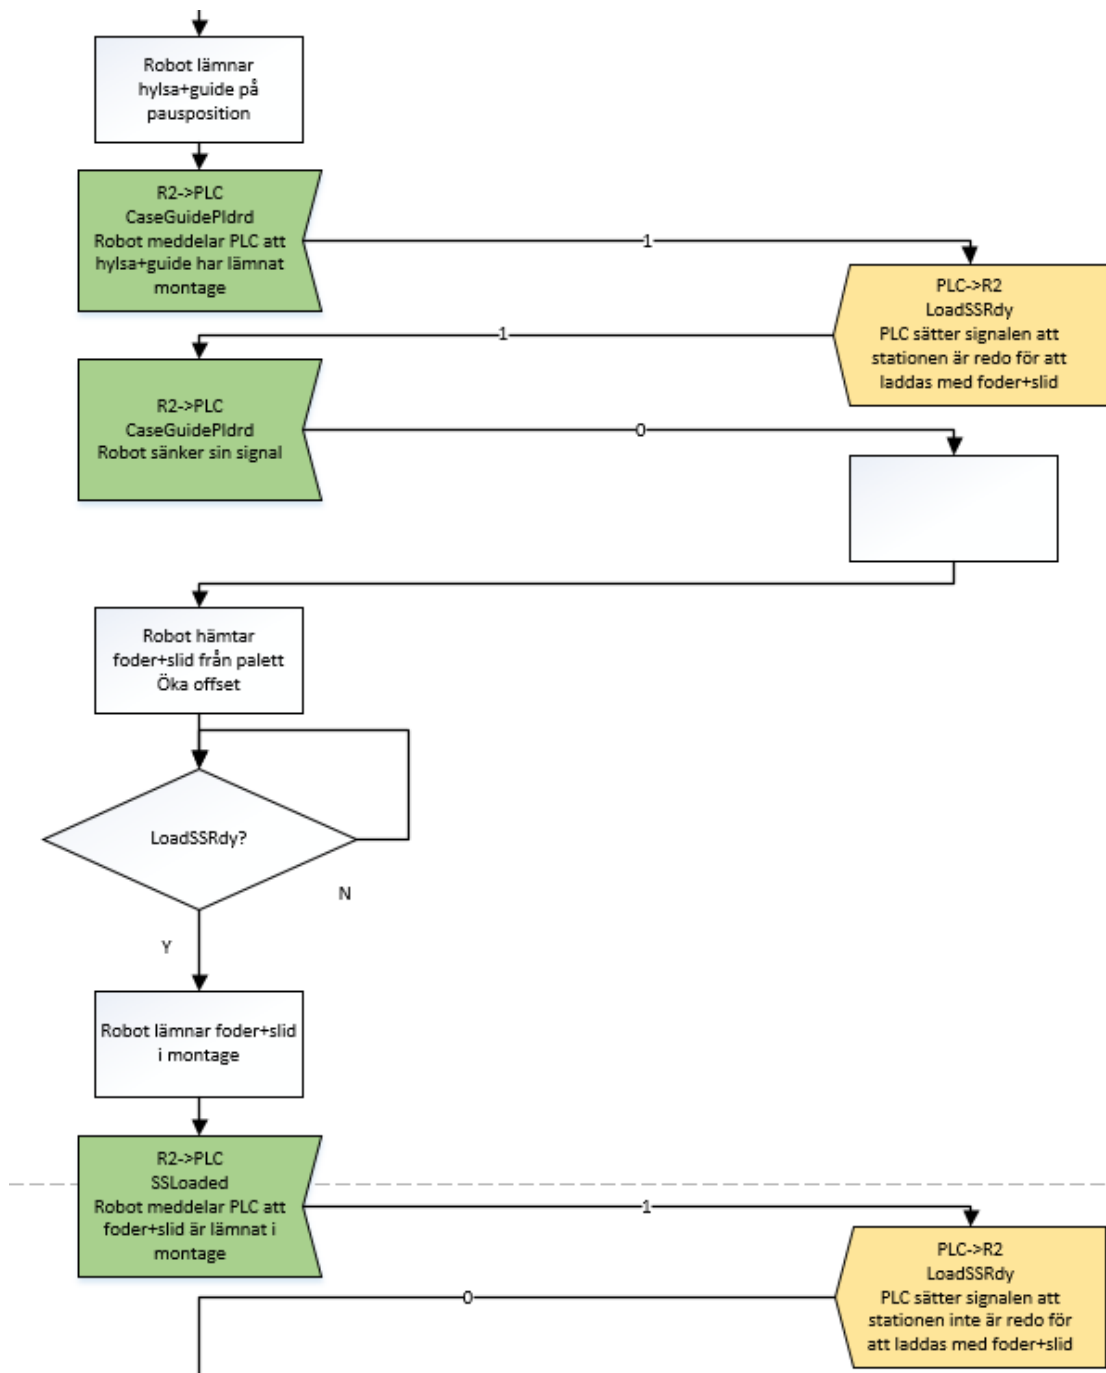 Robot lämnar
hylsa+guide på
pausposition
R2->PLC
CaseGuidePldrd
Robot meddelar PLC att
hylsa+guide har lämnat
montage
1
PLC->R2
LoadSSRdy
PLC sätter signalen att
stationen är redo för att
laddas med foder+slid
1
R2->PLC
CaseGuidePldrd
Robot sänker sin signal
0
Robot hämtar
foder+slid från palett
Öka offset
LoadSSRdy?
N
Y
Robot lämnar foder+slid
i montage
R2->PLC
SSLoaded
Robot meddelar PLC att
foder+slid är lämnat i
montage
1
PLC->R2
LoadSSRdy
PLC sätter signalen att
stationen inte är redo för
att laddas med foder+slid
0